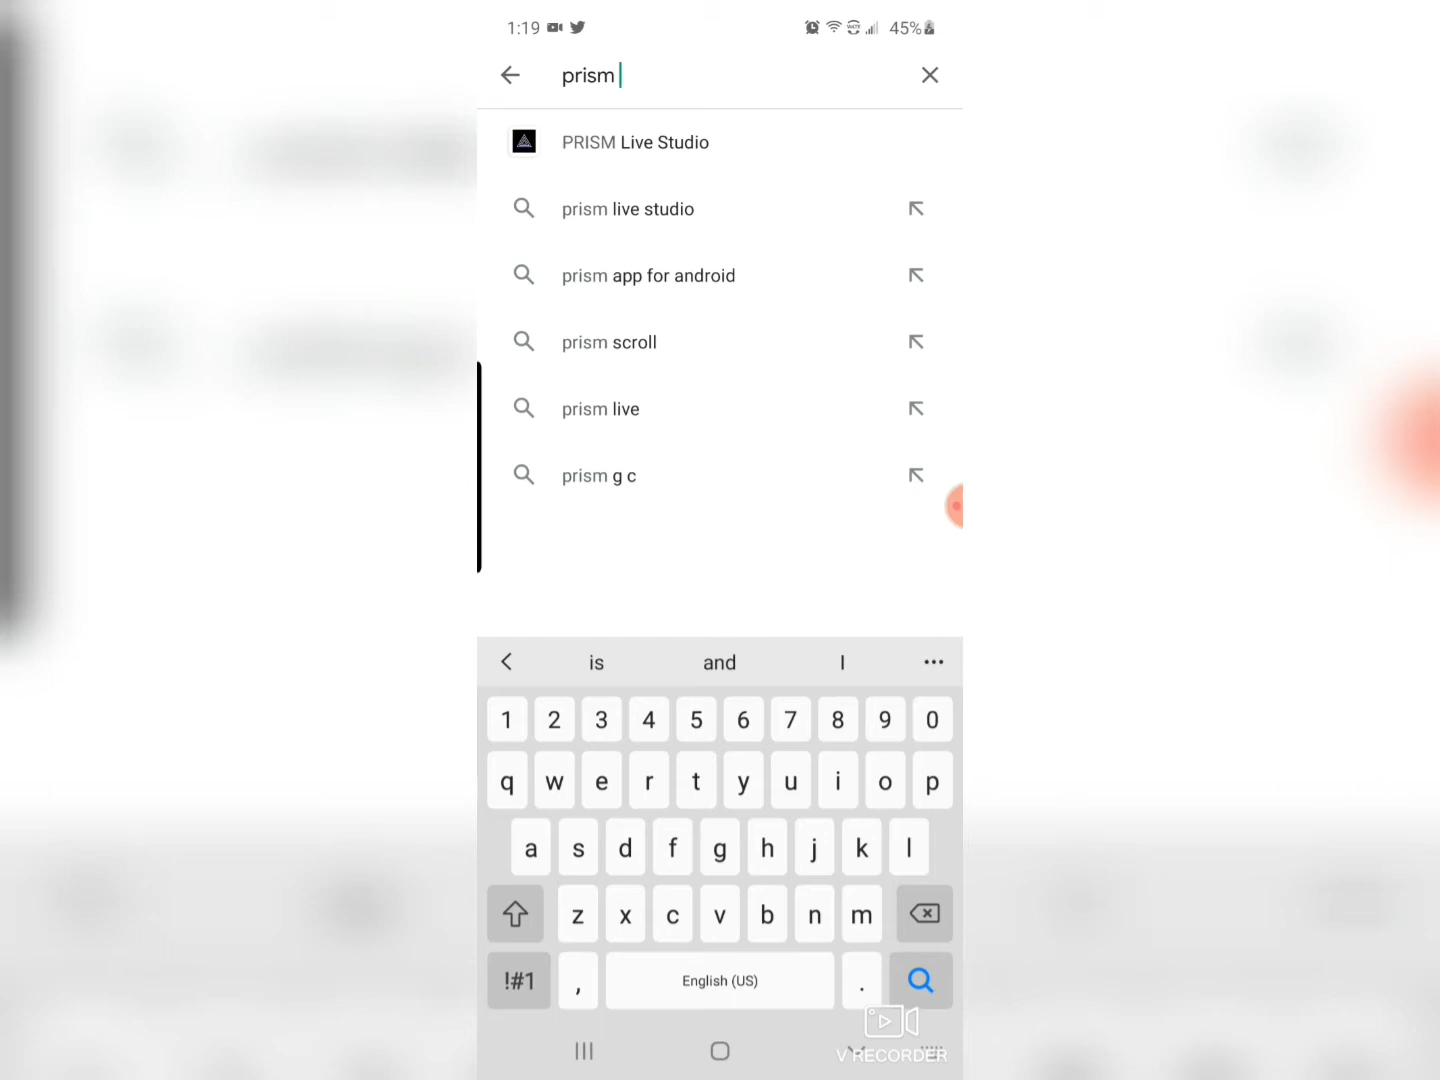 1:19
45%
prism
PRISM Live Studio
prism live studio
prism app for android
prism scroll
prism live
prism g c
is and I
1 2 3 4 5 6 7 8 9 0
q w e r t y u i o p
a s d f g h j k l
z x c v b n m
!#1 , English (US) .
V RECORDER